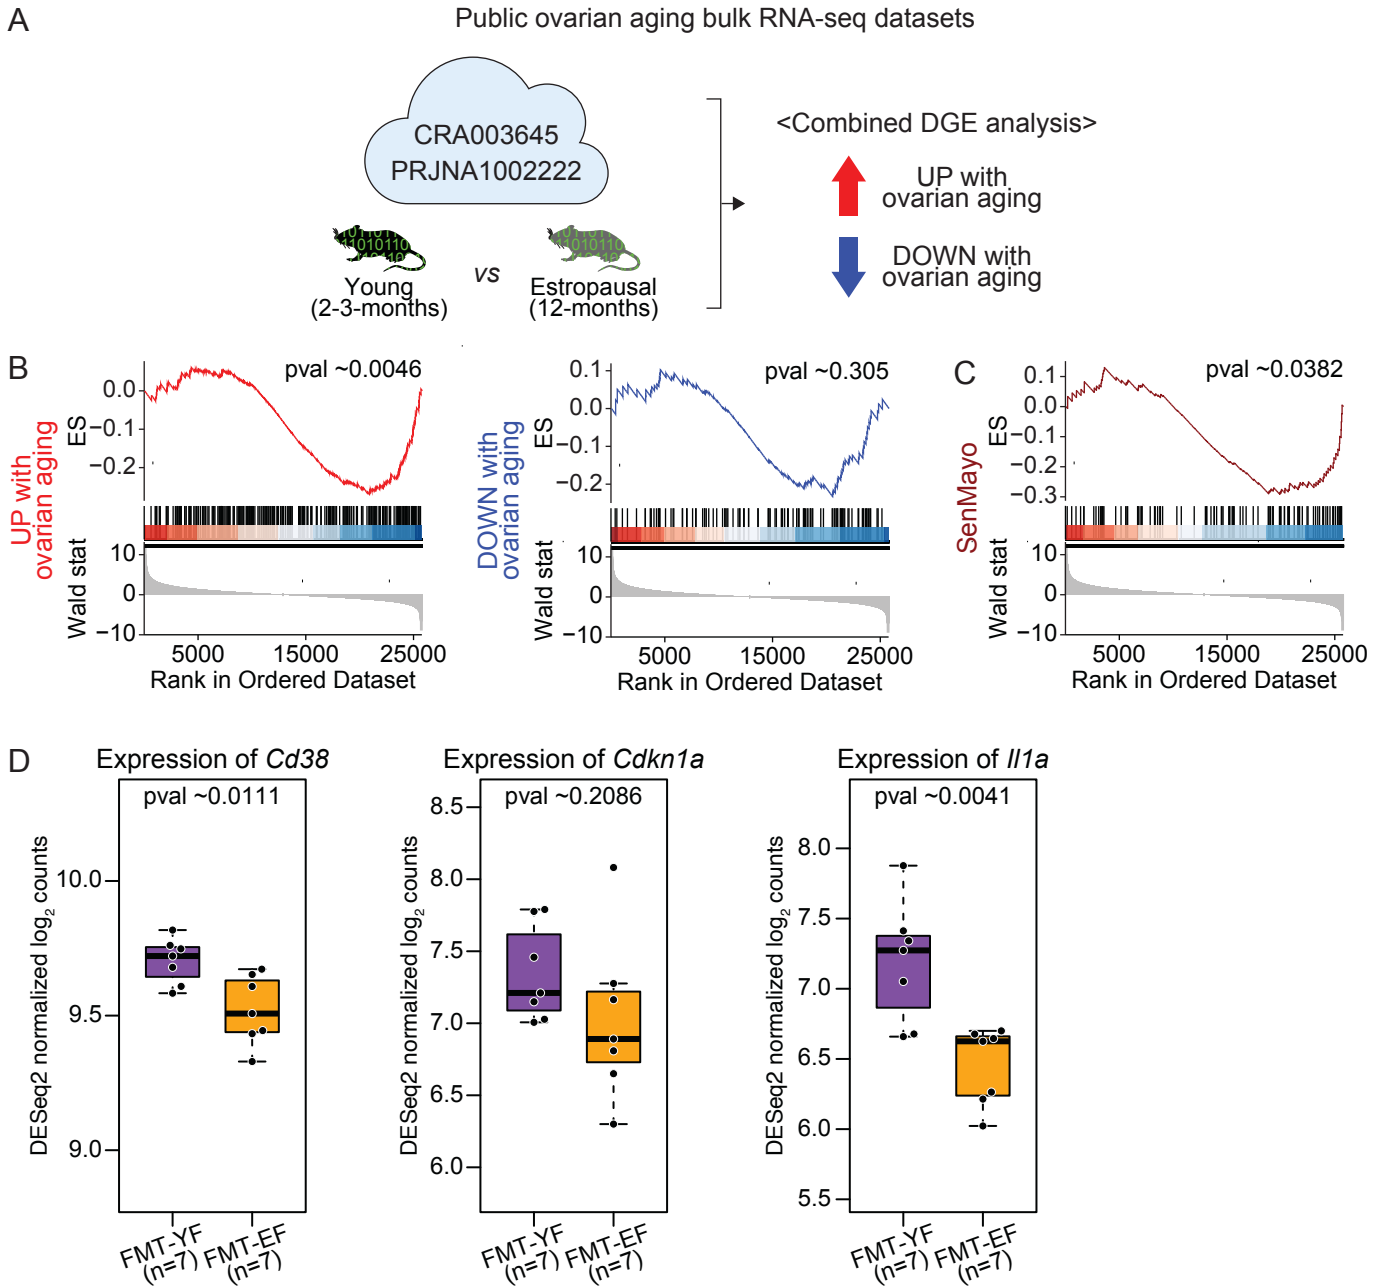 A
Public ovarian aging bulk RNA-seq datasets
CRA003645
PRJNA1002222
Young
(2-3-months)
vs
Estropausal
(12-months)
<Combined DGE analysis>
UP with
ovarian aging
DOWN with
ovarian aging
B
UP with
ovarian aging
ES
0.0
−0.1
−0.2
pval ~0.0046
Wald stat
10
0
−10
5000 15000 25000
Rank in Ordered Dataset
DOWN with
ovarian aging
ES
0.1
0.0
−0.1
−0.2
pval ~0.305
Wald stat
10
0
−10
5000 15000 25000
Rank in Ordered Dataset
C
SenMayo
ES
0.1
0.0
−0.1
−0.2
−0.3
pval ~0.0382
Wald stat
10
0
−10
5000 15000 25000
Rank in Ordered Dataset
D
Expression of Cd38
pval ~0.0111
DESeq2 normalized log2 counts
10.0
9.5
9.0
FMT-YF
(n=7)
FMT-EF
(n=7)
Expression of Cdkn1a
pval ~0.2086
DESeq2 normalized log2 counts
8.5
8.0
7.5
7.0
6.5
6.0
FMT-YF
(n=7)
FMT-EF
(n=7)
Expression of Il1a
pval ~0.0041
DESeq2 normalized log2 counts
8.0
7.5
7.0
6.5
6.0
5.5
FMT-YF
(n=7)
FMT-EF
(n=7)